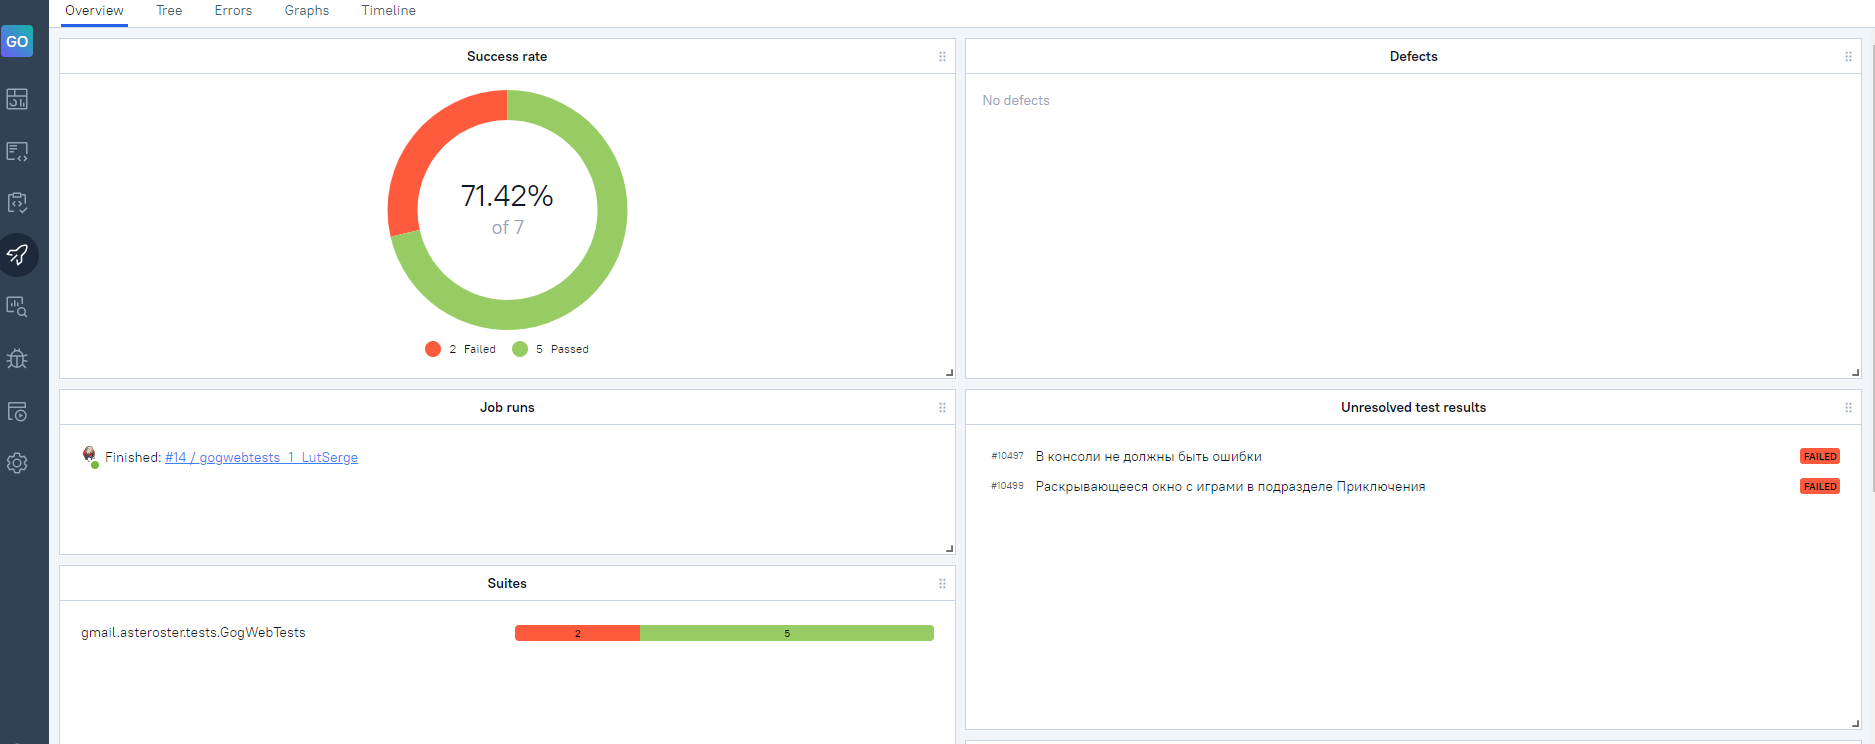 Overview Tree Errors Graphs Timeline
GO
Success rate
71.42%
of 7
2 Failed 5 Passed
Defects
No defects
Job runs
Finished: #14 / gogwebtests_1_LutSerge
Unresolved test results
#10497 В консоли не должны быть ошибки FAILED
#10499 Раскрывающееся окно с играми в подразделе Приключения FAILED
Suites
gmail.asteroster.tests.GogWebTests 2 5